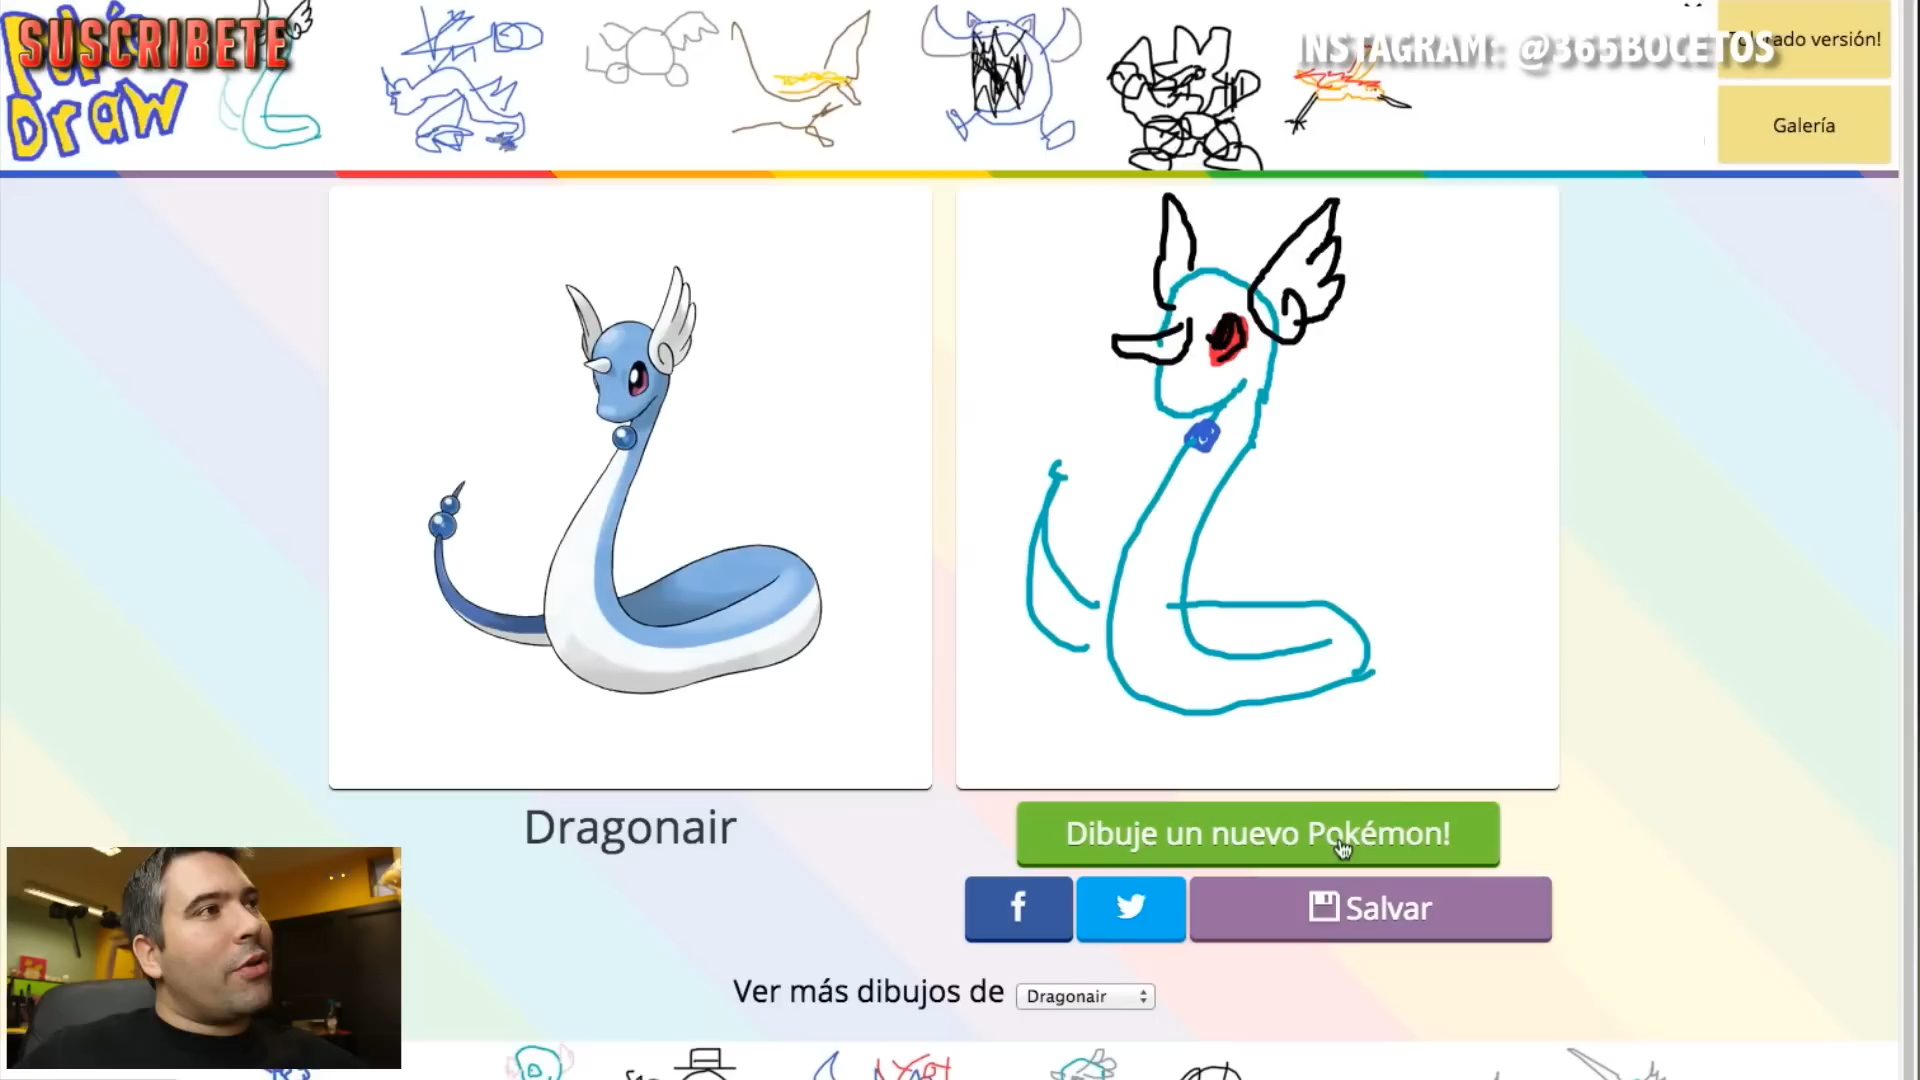 SUSCRIBETE
Draw
INSTAGRAM: @365BOCETOS
ado versión!
Galería
Dragonair
Dibuje un nuevo Pokémon!
f
Salvar
Ver más dibujos de
Dragonair